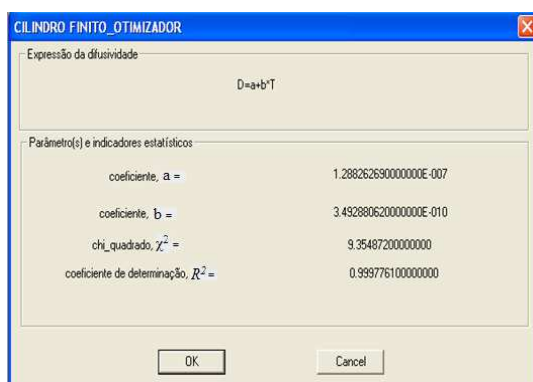 CILINDRO FINITO_OTIMIZADOR
Expressão da difusividade
D=a+b*T
Parâmetro(s) e indicadores estatísticos
coeficiente, a = 1.288262690000000E-007
coeficiente, b = 3.492880620000000E-010
chi_quadrado, χ² = 9.35487200000000
coeficiente de determinação, R² = 0.999776100000000
OK Cancel